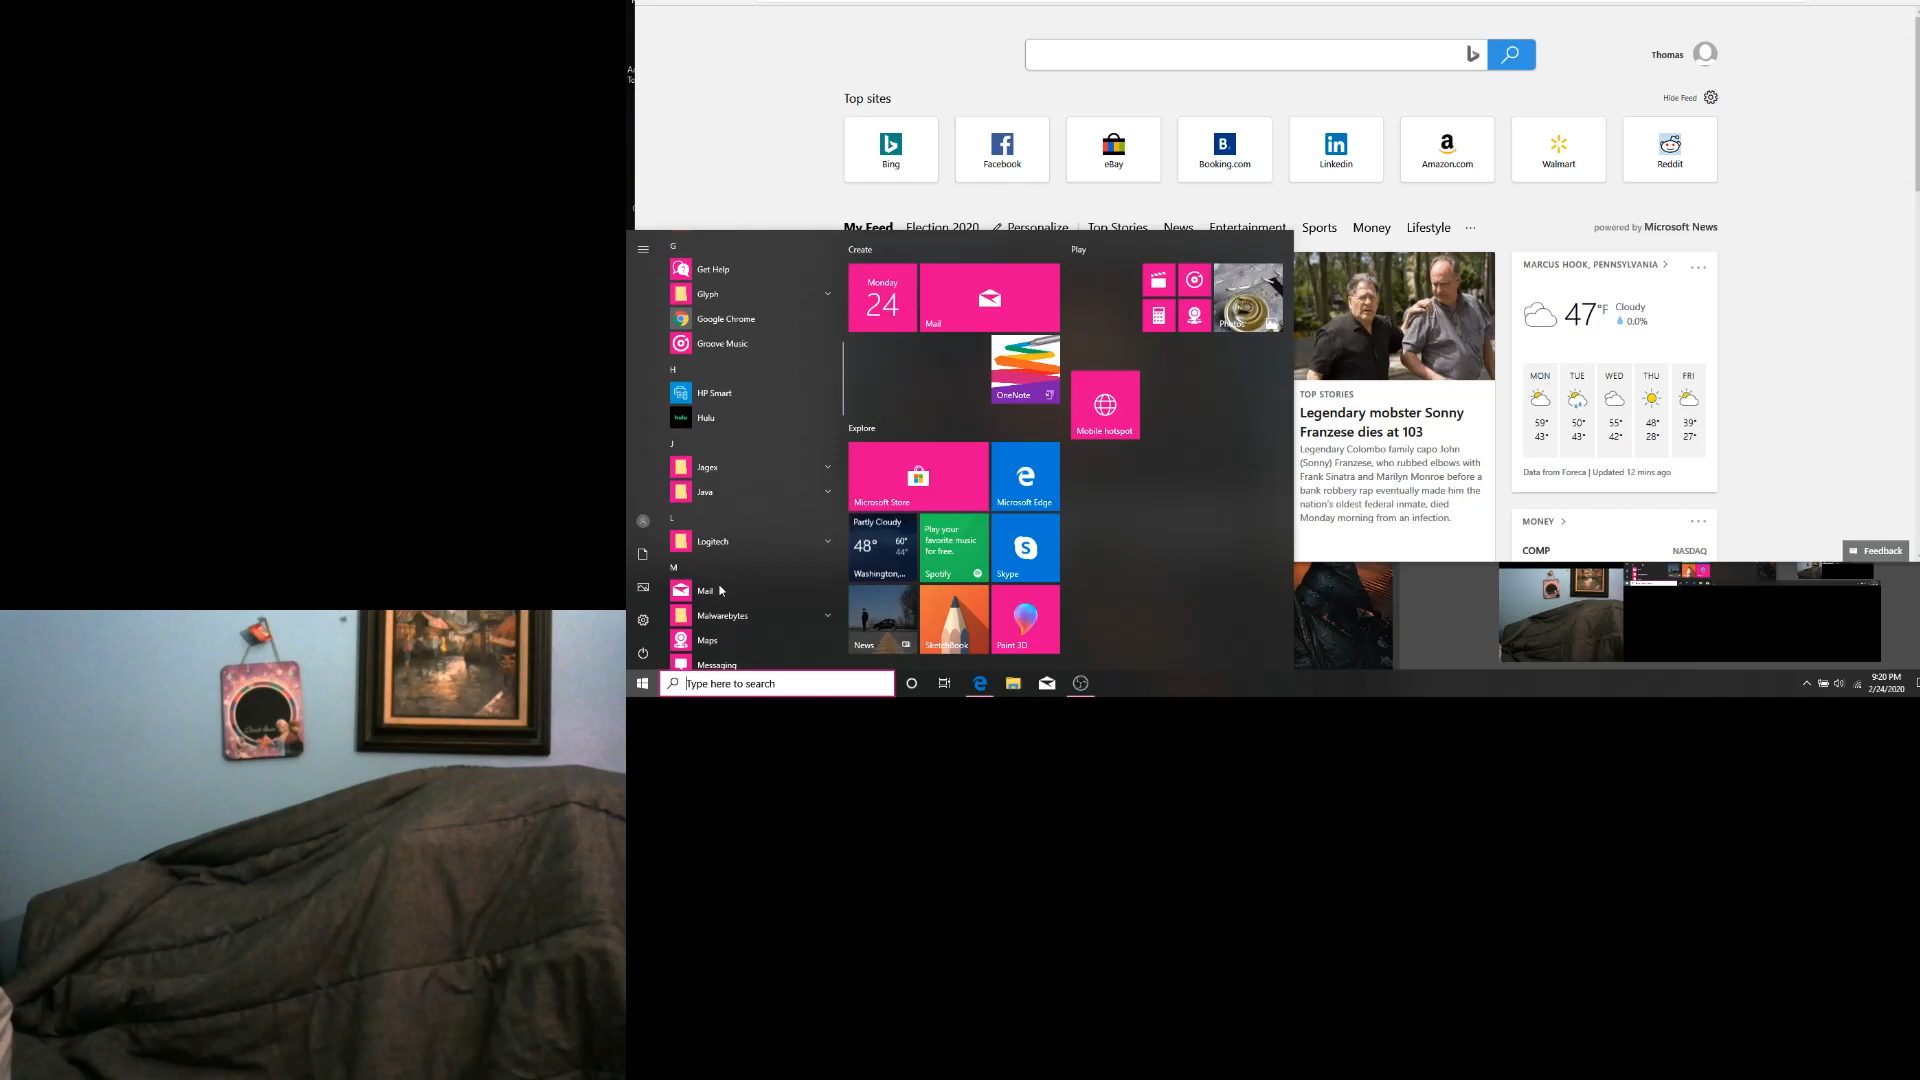 Thomas
Top sites
Hide Feed
Bing
Facebook
eBay
Booking.com
Linkedin
Amazon.com
Walmart
Reddit
My Feed
Election 2020
Personalize
Top Stories
News
Entertainment
Sports
Money
Lifestyle
...
powered by Microsoft News
G
Get Help
Glyph
Google Chrome
Groove Music
H
HP Smart
hulu
Hulu
J
Jagex
Java
L
Logitech
M
Mail
Malwarebytes
Maps
Messaging
Create
Monday
24
Mail
OneNote
Explore
Microsoft Store
Microsoft Edge
Partly Cloudy
48° 60°
44°
Washington,...
Play your
favorite music
for free.
Spotify
Skype
News
SketchBook
Paint 3D
Play
Photos
Mobile hotspot
TOP STORIES
Legendary mobster Sonny
Franzese dies at 103
Legendary Colombo family capo John
(Sonny) Franzese, who rubbed elbows with
Frank Sinatra and Marilyn Monroe before a
bank robbery rap eventually made him the
nation's oldest federal inmate, died
Monday morning from an infection.
MARCUS HOOK, PENNSYLVANIA
47°F Cloudy
0.0%
MON TUE WED THU FRI
59° 50° 55° 48° 39°
43° 43° 42° 28° 27°
Data from Foreca | Updated 12 mins ago
MONEY
COMP NASDAQ
Feedback
Type here to search
9:20 PM
2/24/2020